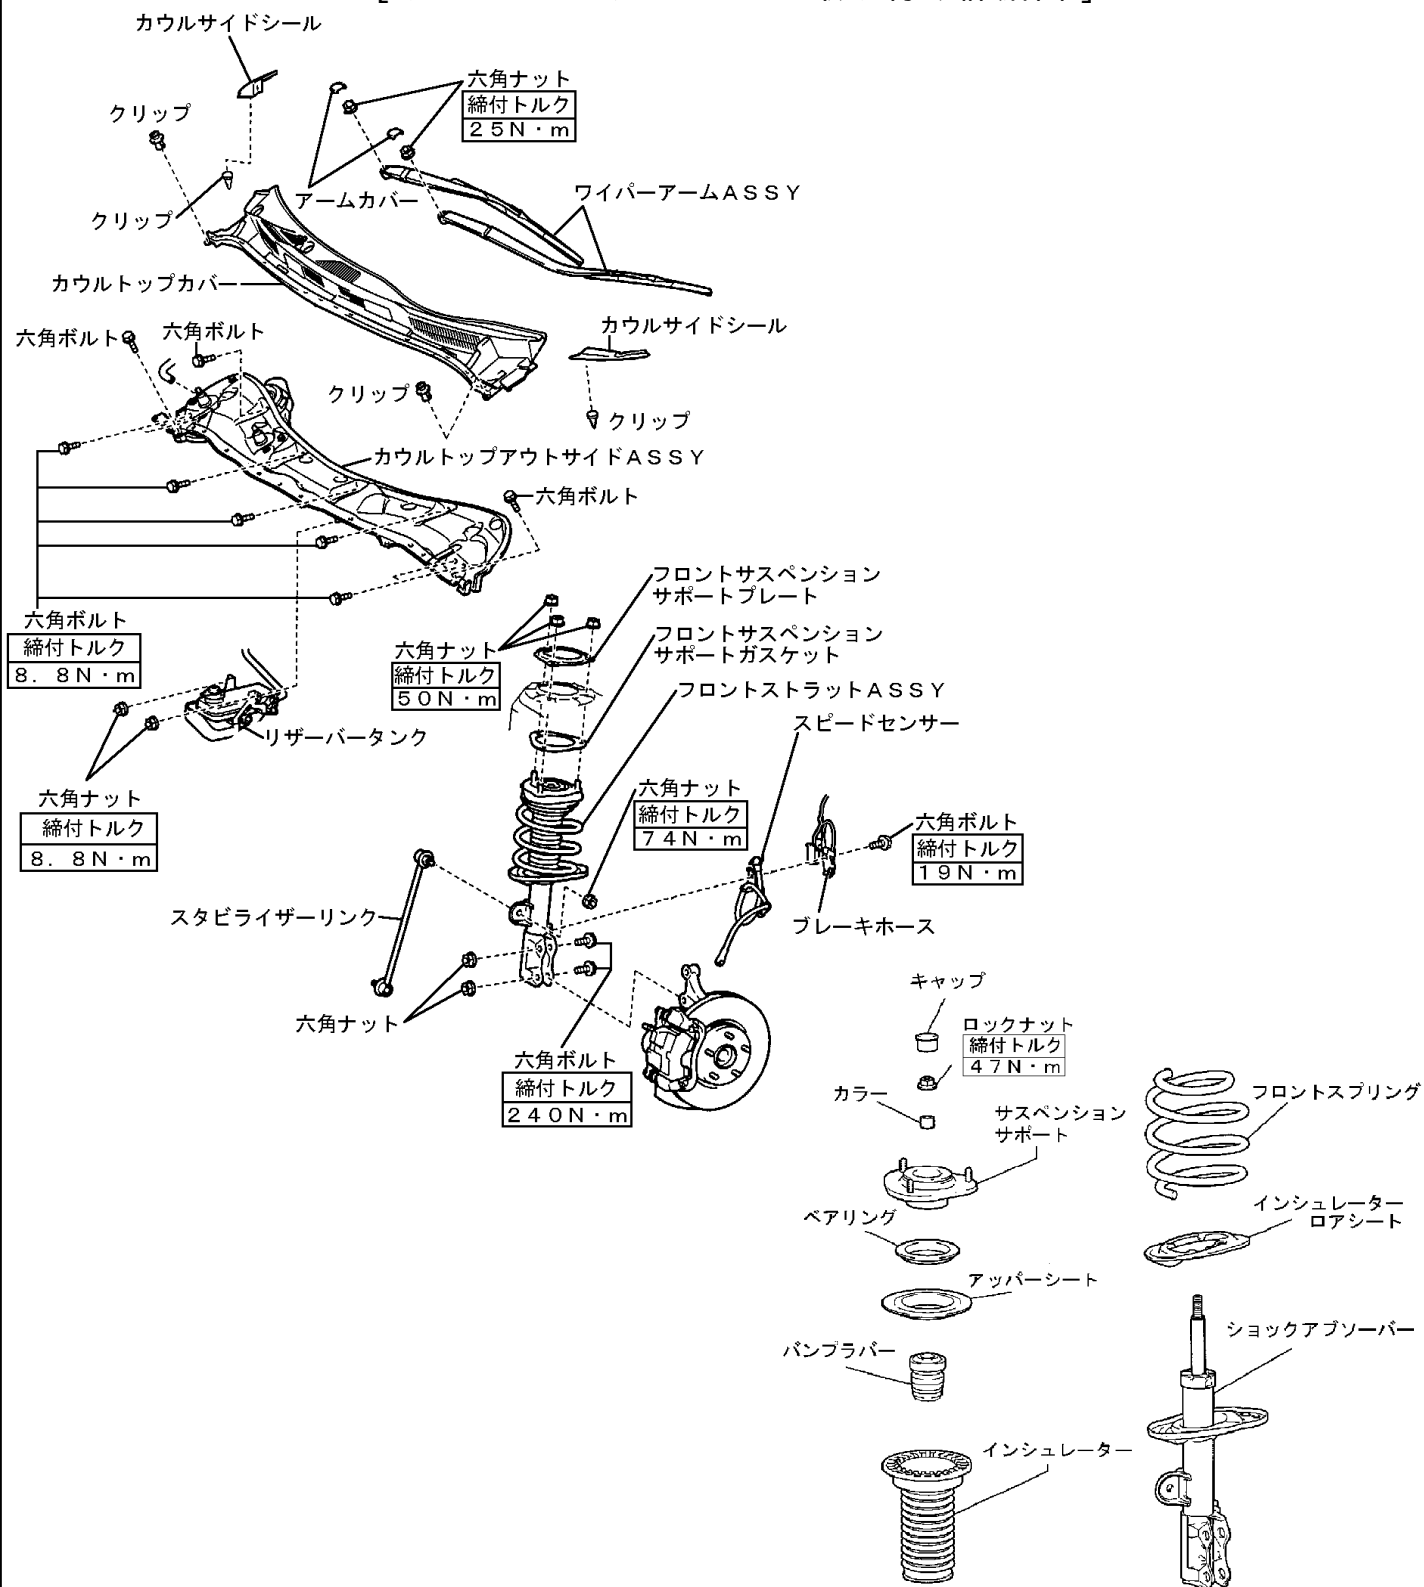 カウルサイドシール
六角ナット
締付トルク
25N・m
クリップ
クリップ
アームカバー
ワイパーアームASSY
カウルトップカバー
カウルサイドシール
六角ボルト
六角ボルト
クリップ
クリップ
カウルトップアウトサイドASSY
六角ボルト
フロントサスペンション
サポートプレート
六角ボルト
締付トルク
8.8N・m
六角ナット
締付トルク
50N・m
フロントサスペンション
サポートガスケット
フロントストラットASSY
リザーバータンク
スピードセンサー
六角ナット
締付トルク
8.8N・m
六角ナット
締付トルク
74N・m
六角ボルト
締付トルク
19N・m
スタビライザーリンク
ブレーキホース
六角ナット
六角ボルト
締付トルク
240N・m
キャップ
ロックナット
締付トルク
47N・m
カラー
サスペンション
サポート
フロントスプリング
ベアリング
インシュレーター
ロアシート
アッパーシート
バンプラバー
ショックアブソーバー
インシュレーター